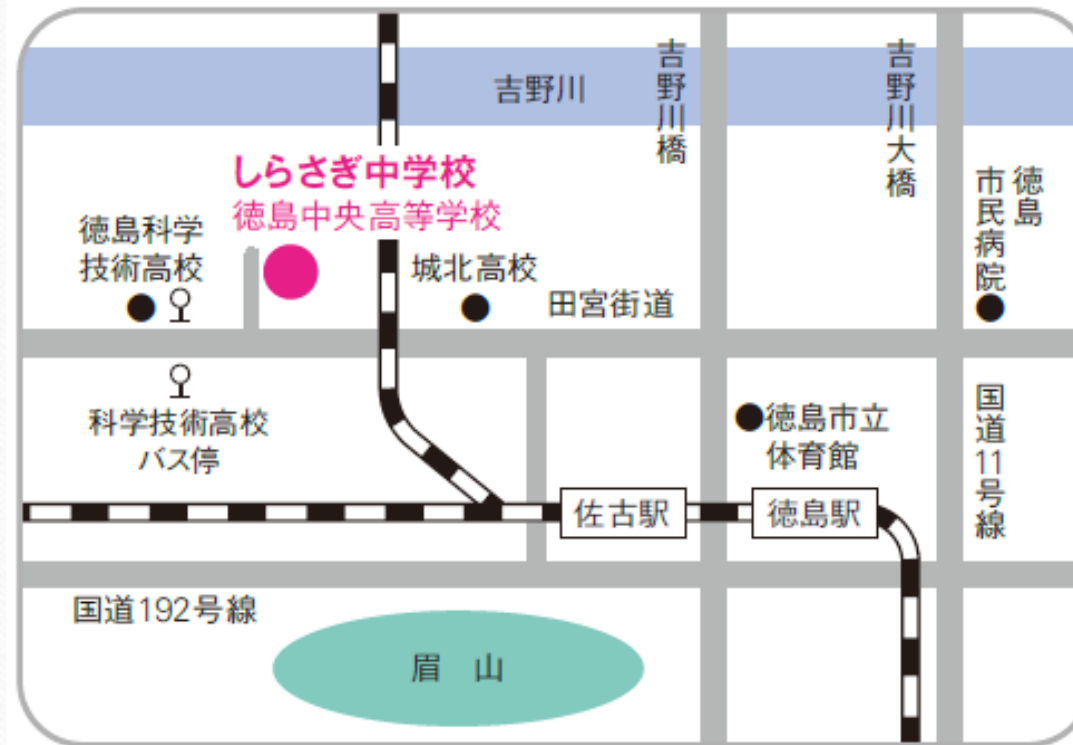 吉野川
吉野川橋
吉野川大橋
しらさぎ中学校
徳島中央高等学校
徳島
市民病院
徳島科学
技術高校
城北高校
田宮街道
科学技術高校
バス停
徳島市立
体育館
国道11号線
佐古駅
徳島駅
国道192号線
眉 山